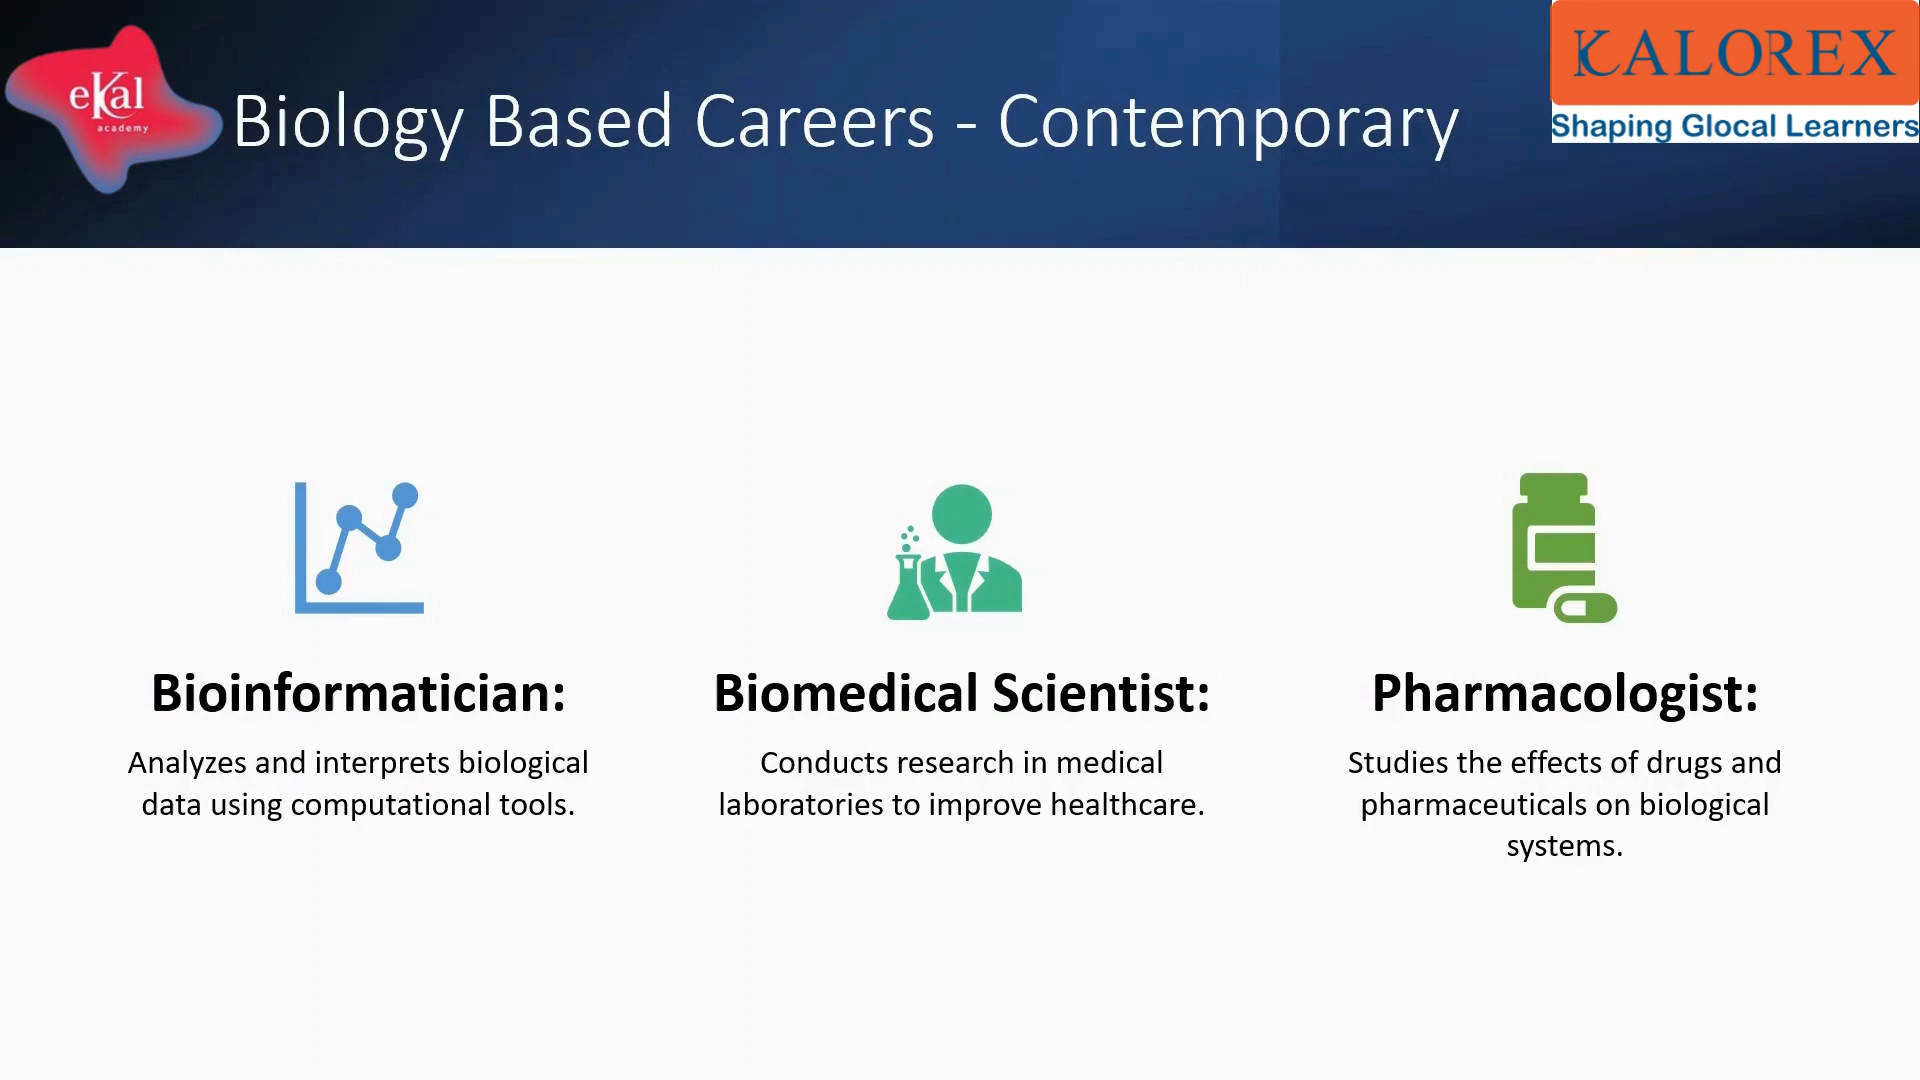 eKal
academy
Biology Based Careers - Contemporary
KALOREX
Shaping Glocal Learners
Bioinformatician:
Analyzes and interprets biological
data using computational tools.
Biomedical Scientist:
Conducts research in medical
laboratories to improve healthcare.
Pharmacologist:
Studies the effects of drugs and
pharmaceuticals on biological
systems.